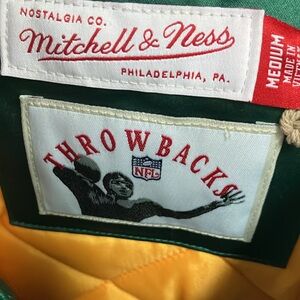 NOSTALGIA CO.
Mitchell & Ness
PHILADELPHIA, PA.
MEDIUM
MADE IN
THROWBACKS
NFL